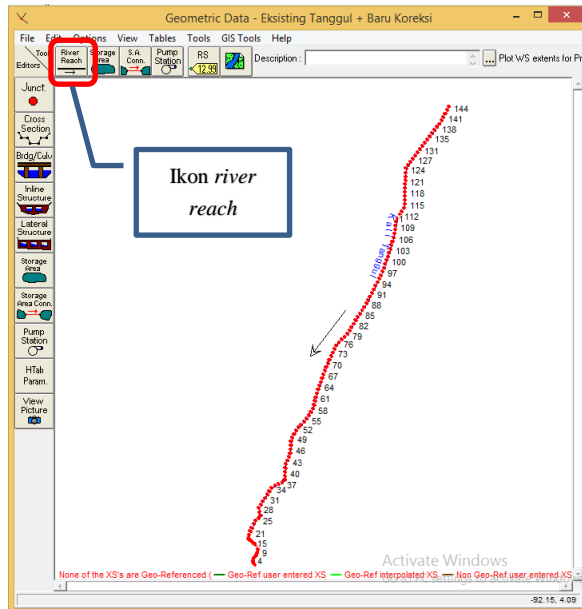 Geometric Data - Eksisting Tanggul + Baru Koreksi
File Edit Options View Tables Tools GIS Tools Help
Editors
River
Reach
Storage
Area
S.A.
Conn.
Pump
Station
RS
12.99
Description :
... Plot WS extents for Pr
Junct.
Cross
Section
Brdg/Culv
Inline
Structure
Lateral
Structure
Storage
Area
Storage
Area Conn.
Pump
Station
HTab
Param.
View
Picture
Ikon river
reach
144
141
138
135
131
127
124
121
118
115
112
109
106
103
100
97
94
91
88
85
82
79
76
73
70
67
64
61
58
55
52
49
46
43
40
37
34
31
28
25
21
15
9
4
Kali Tanggul
Activate Windows
None of the XS's are Geo-Referenced ( Geo-Ref user entered XS Geo-Ref interpolated XS Non Geo-Ref user entered XS
-92.15, 4.09